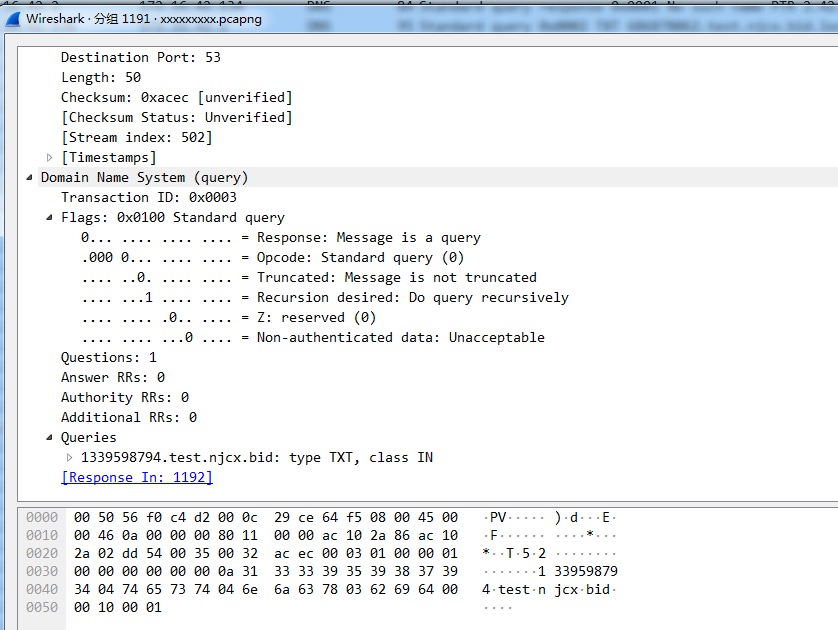 Wireshark · 分组 1191 · xxxxxxxxx.pcapng
Destination Port: 53
Length: 50
Checksum: 0xacec [unverified]
[Checksum Status: Unverified]
[Stream index: 502]
[Timestamps]
Domain Name System (query)
Transaction ID: 0x0003
Flags: 0x0100 Standard query
0... .... .... .... = Response: Message is a query
.000 0... .... .... = Opcode: Standard query (0)
.... ..0. .... .... = Truncated: Message is not truncated
.... ...1 .... .... = Recursion desired: Do query recursively
.... .... .0.. .... = Z: reserved (0)
.... .... ...0 .... = Non-authenticated data: Unacceptable
Questions: 1
Answer RRs: 0
Authority RRs: 0
Additional RRs: 0
Queries
1339598794.test.njcx.bid: type TXT, class IN
[Response In: 1192]
0000 00 50 56 f0 c4 d2 00 0c 29 ce 64 f5 08 00 45 00 ·PV····· )·d···E·
0010 00 46 0a 00 00 00 80 11 00 00 ac 10 2a 86 ac 10 ·F······ ····*···
0020 2a 02 dd 54 00 35 00 32 ac ec 00 03 01 00 00 01 *··T·5·2 ········
0030 00 00 00 00 00 00 0a 31 33 33 39 35 39 38 37 39 ·······1 33959879
0040 34 04 74 65 73 74 04 6e 6a 63 78 03 62 69 64 00 4·test·n jcx·bid·
0050 00 10 00 01 ····